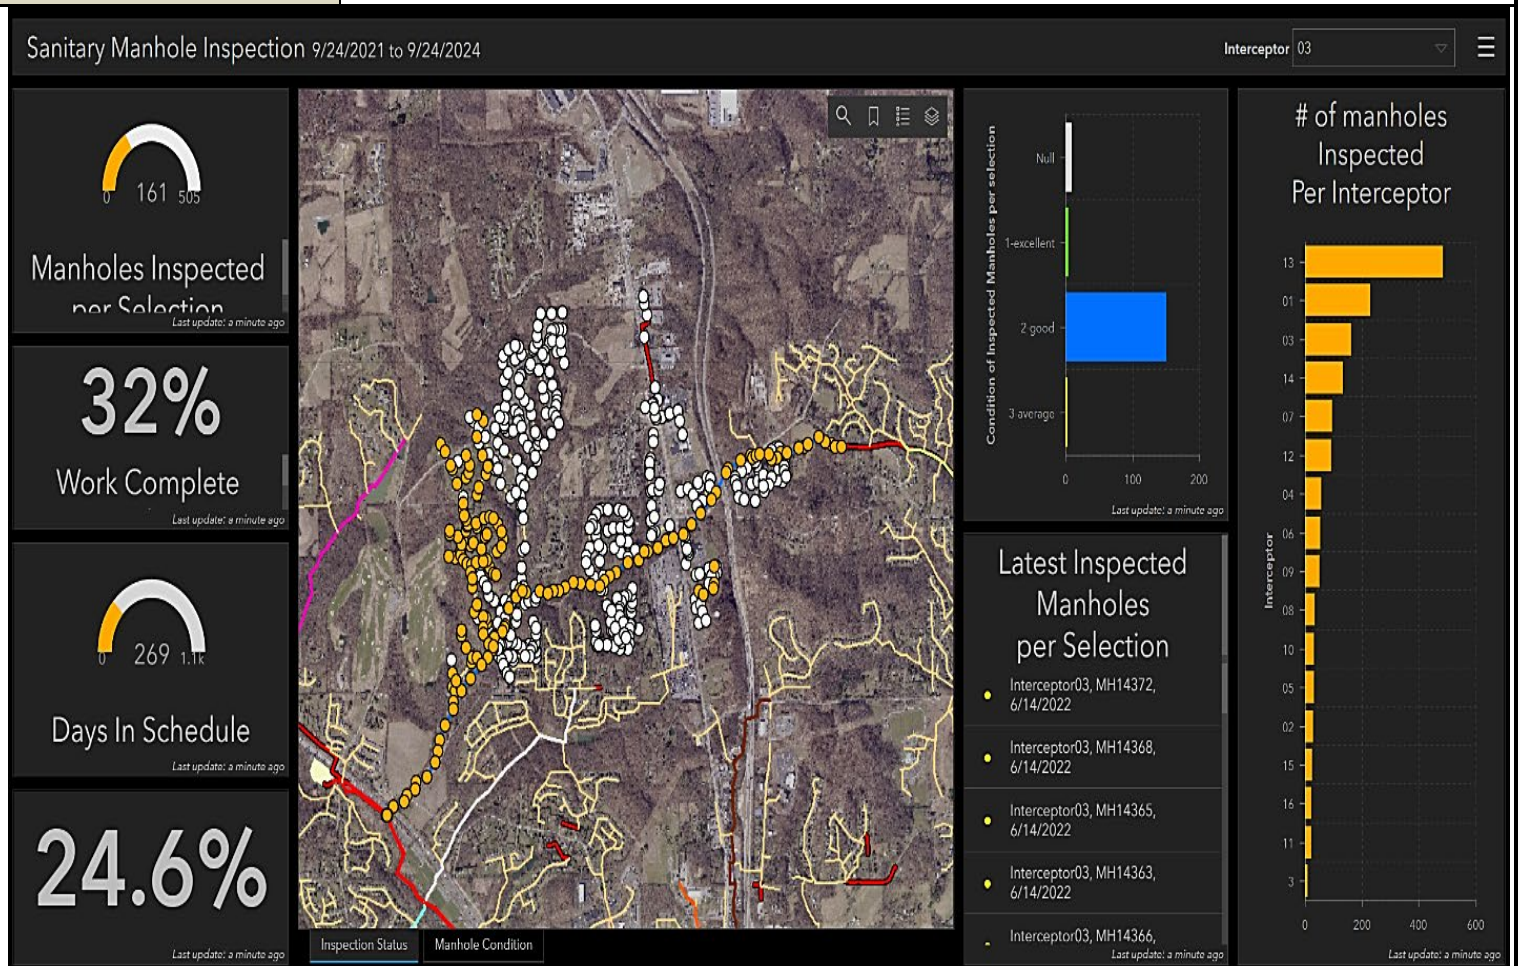 Sanitary Manhole Inspection 9/24/2021 to 9/24/2024
Interceptor 03
0 161 505
Manholes Inspected
per Selection
Last update: a minute ago
32%
Work Complete
Last update: a minute ago
0 269 1.1k
Days In Schedule
Last update: a minute ago
24.6%
Last update: a minute ago
Inspection Status
Manhole Condition
Condition of Inspected Manholes per selection
Null
1-excellent
2 good
3 average
0 100 200
Last update: a minute ago
Latest Inspected
Manholes
per Selection
Interceptor03, MH14372,
6/14/2022
Interceptor03, MH14368,
6/14/2022
Interceptor03, MH14365,
6/14/2022
Interceptor03, MH14363,
6/14/2022
Interceptor03, MH14366,
Last update: a minute ago
# of manholes
Inspected
Per Interceptor
Interceptor
13
01
03
14
07
12
04
06
09
08
10
05
02
15
16
11
3
0 200 400 600
Last update: a minute ago